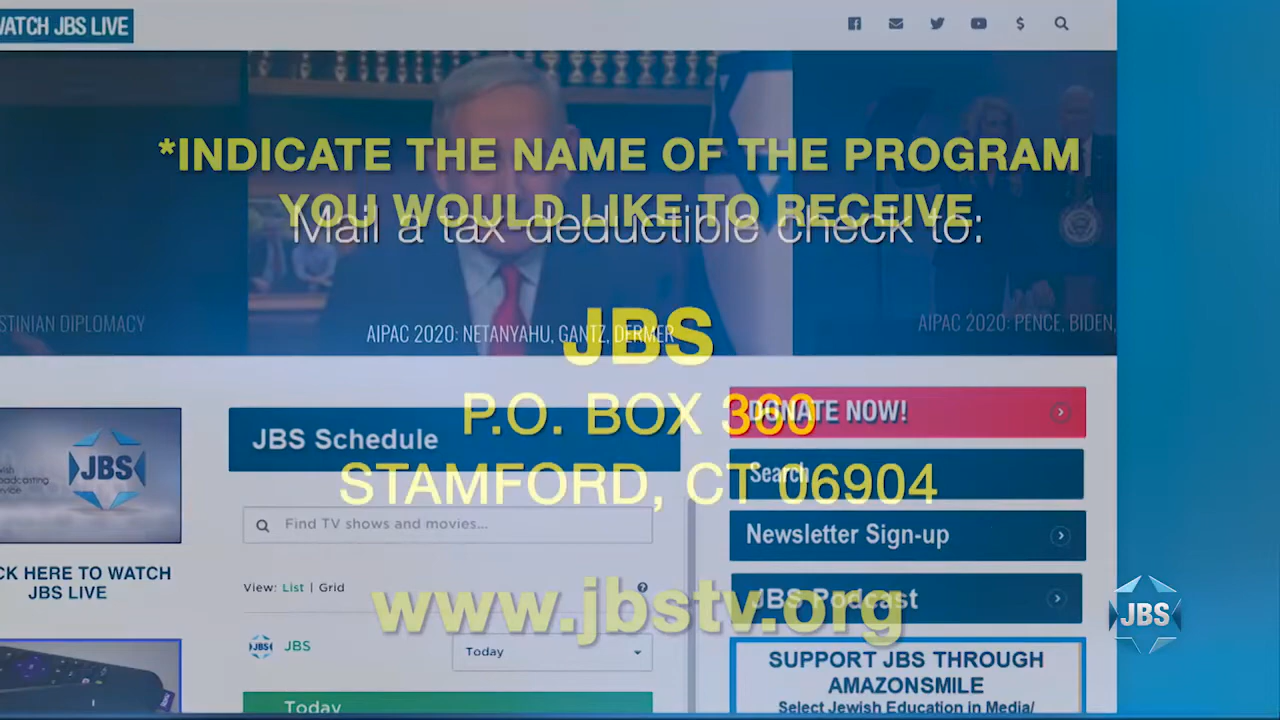 WATCH JBS LIVE
$
*INDICATE THE NAME OF THE PROGRAM
YOU WOULD LIKE TO RECEIVE
Mail a tax-deductible check to:
STINIAN DIPLOMACY
AIPAC 2020: NETANYAHU, GANTZ, DERMER
AIPAC 2020: PENCE, BIDEN,
JBS
P.O. BOX 380
STAMFORD, CT 06904
www.jbstv.org
JBS
CK HERE TO WATCH
JBS LIVE
JBS Schedule
Find TV shows and movies...
View: List | Grid
?
JBS
JBS
Today
Today
DONATE NOW!
Search
Newsletter Sign-up
JBS Podcast
SUPPORT JBS THROUGH
AMAZONSMILE
Select Jewish Education in Media/
JBS